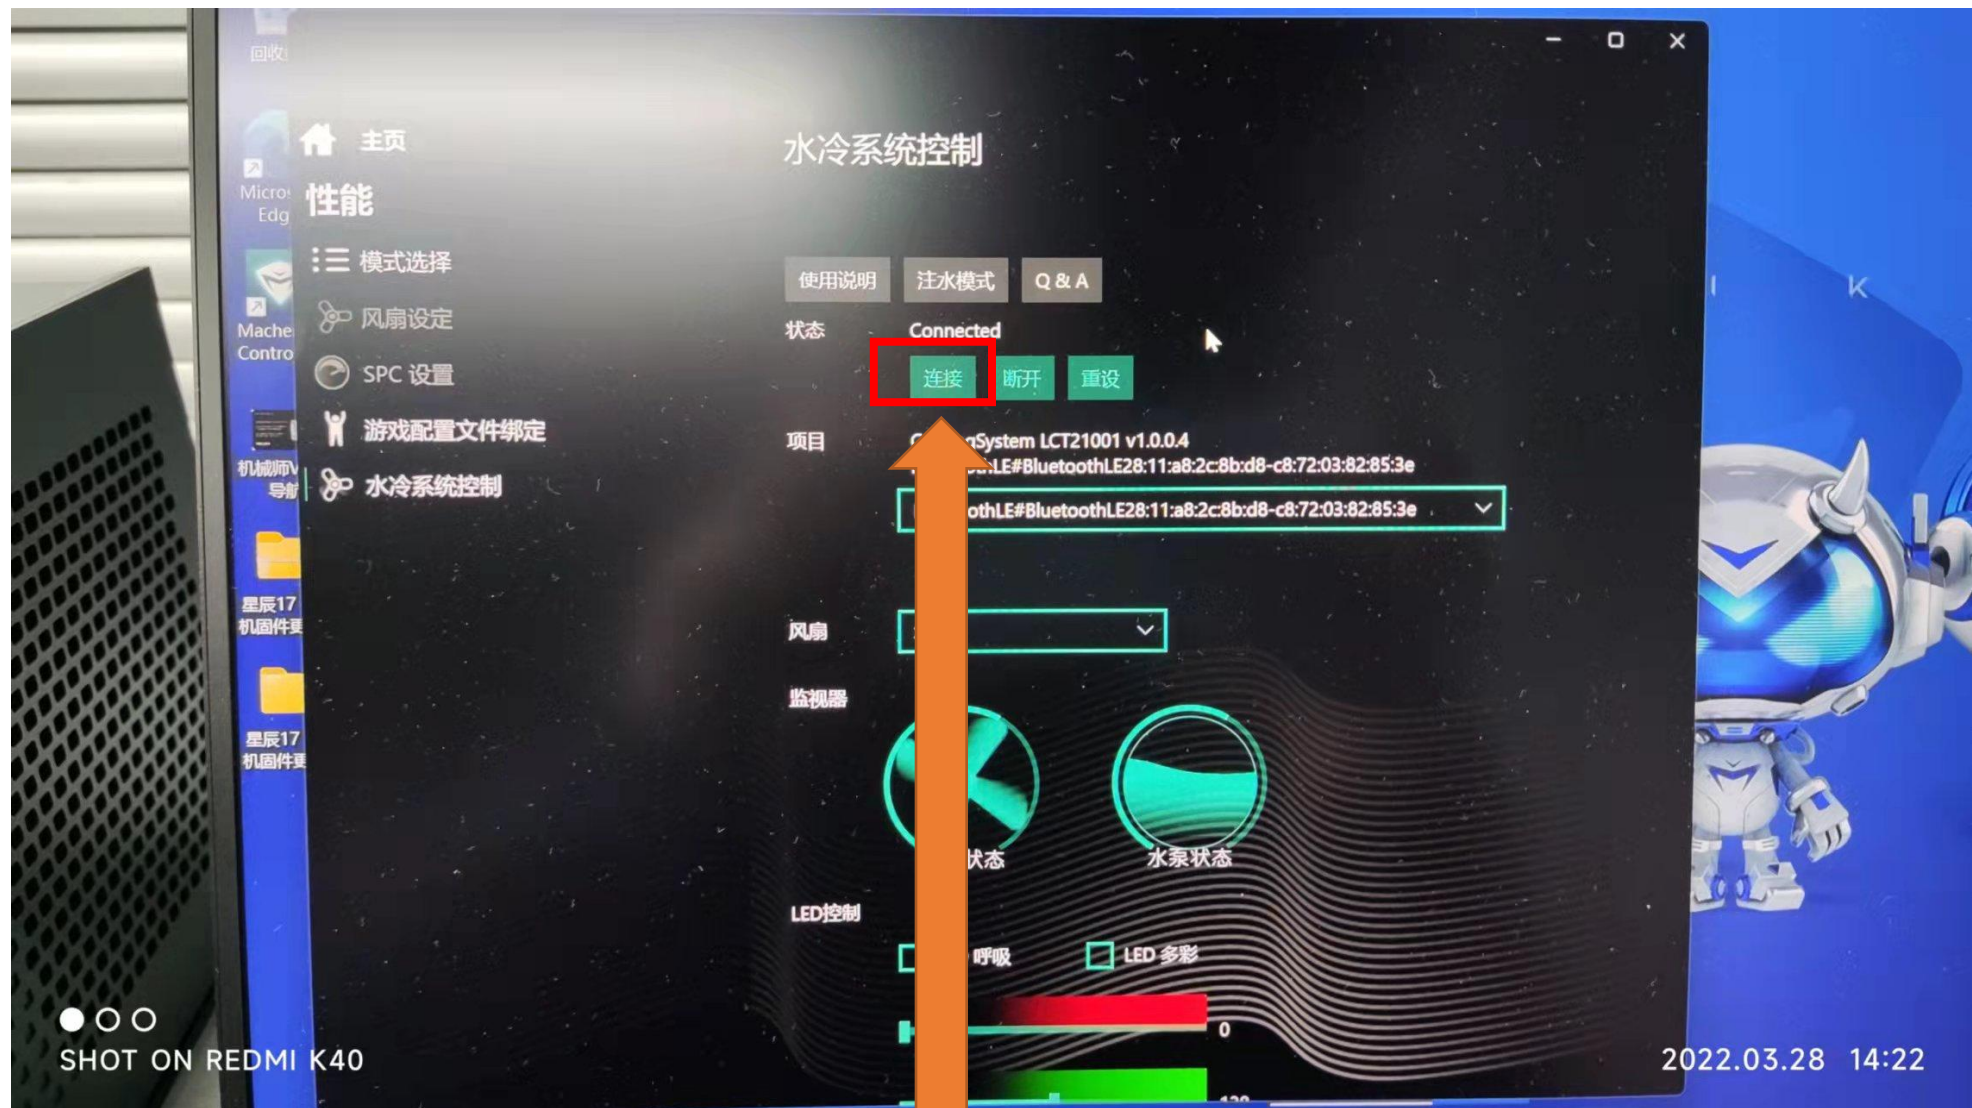 回收
Micro
Edg
Mache
Contro
机械师V
导航
星辰17
机固件更
星辰17
机固件更
主页
性能
模式选择
风扇设定
SPC 设置
游戏配置文件绑定
水冷系统控制
水冷系统控制
使用说明 注水模式 Q & A
状态 Connected
连接 断开 重设
项目 System LCT21001 v1.0.0.4
LE#BluetoothLE28:11:a8:2c:8b:d8-c8:72:03:82:85:3e
othLE#BluetoothLE28:11:a8:2c:8b:d8-c8:72:03:82:85:3e
风扇
监视器
状态 水泵状态
LED控制
呼吸 LED 多彩
0
I K
SHOT ON REDMI K40
2022.03.28 14:22